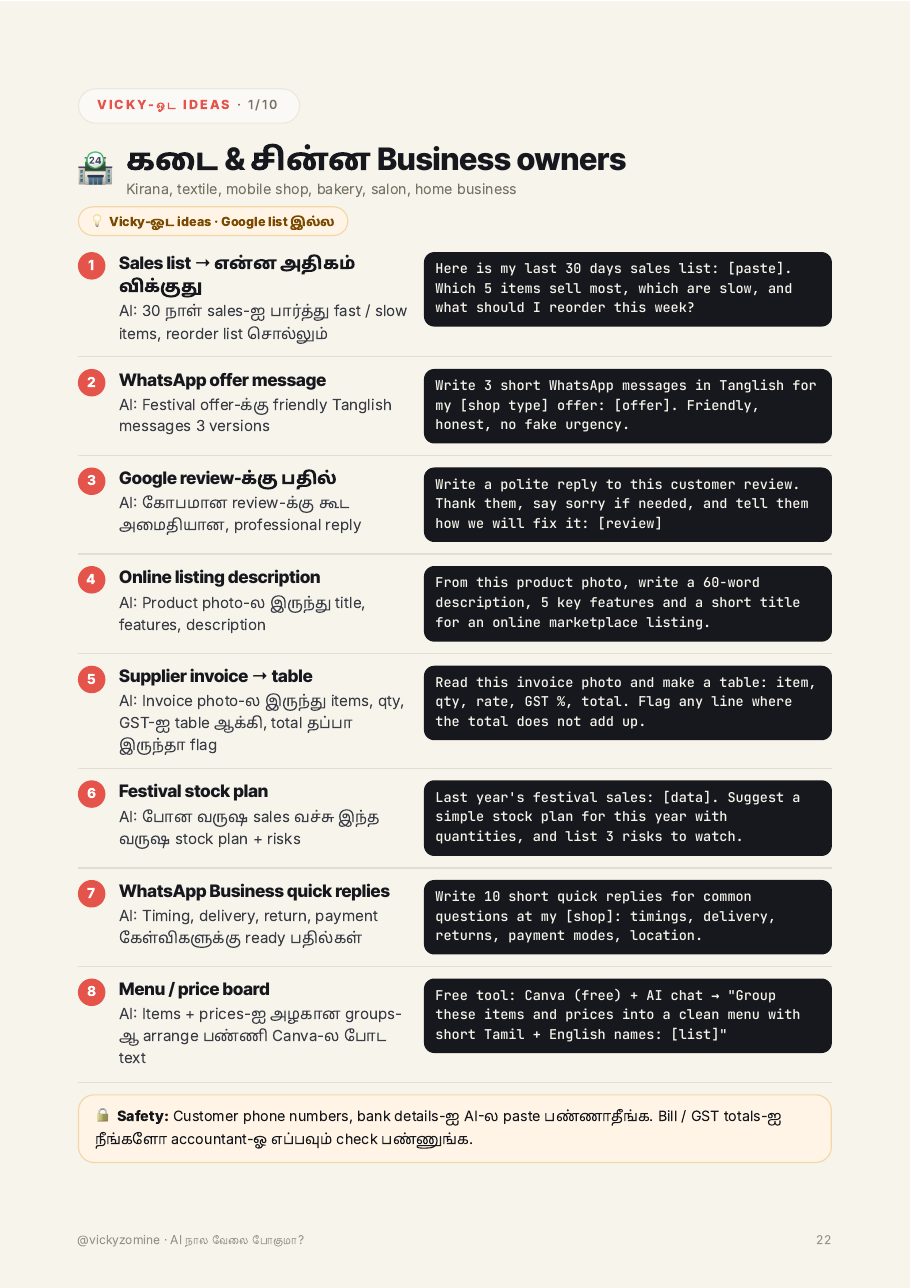 VICKY-ஓட IDEAS · 1/10
24
கடை & சின்ன Business owners
Kirana, textile, mobile shop, bakery, salon, home business
Vicky-ஓட ideas · Google list இல்ல
1
Sales list → என்ன அதிகம்
விக்குது
AI: 30 நாள் sales-ஐ பார்த்து fast / slow
items, reorder list சொல்லும்
Here is my last 30 days sales list: [paste].
Which 5 items sell most, which are slow, and
what should I reorder this week?
2
WhatsApp offer message
AI: Festival offer-க்கு friendly Tanglish
messages 3 versions
Write 3 short WhatsApp messages in Tanglish for
my [shop type] offer: [offer]. Friendly,
honest, no fake urgency.
3
Google review-க்கு பதில்
AI: கோபமான review-க்கு கூட
அமைதியான, professional reply
Write a polite reply to this customer review.
Thank them, say sorry if needed, and tell them
how we will fix it: [review]
4
Online listing description
AI: Product photo-ல இருந்து title,
features, description
From this product photo, write a 60-word
description, 5 key features and a short title
for an online marketplace listing.
5
Supplier invoice → table
AI: Invoice photo-ல இருந்து items, qty,
GST-ஐ table ஆக்கி, total தப்பா
இருந்தா flag
Read this invoice photo and make a table: item,
qty, rate, GST %, total. Flag any line where
the total does not add up.
6
Festival stock plan
AI: போன வருஷ sales வச்சு இந்த
வருஷ stock plan + risks
Last year's festival sales: [data]. Suggest a
simple stock plan for this year with
quantities, and list 3 risks to watch.
7
WhatsApp Business quick replies
AI: Timing, delivery, return, payment
கேள்விகளுக்கு ready பதில்கள்
Write 10 short quick replies for common
questions at my [shop]: timings, delivery,
returns, payment modes, location.
8
Menu / price board
AI: Items + prices-ஐ அழகான groups-
ஆ arrange பண்ணி Canva-ல போட
text
Free tool: Canva (free) + AI chat → "Group
these items and prices into a clean menu with
short Tamil + English names: [list]"
Safety: Customer phone numbers, bank details-ஐ AI-ல paste பண்ணாதீங்க. Bill / GST totals-ஐ
நீங்களோ accountant-ஓ எப்பவும் check பண்ணுங்க.
@vickyzomine · AI நால வேலை போகுமா?
22